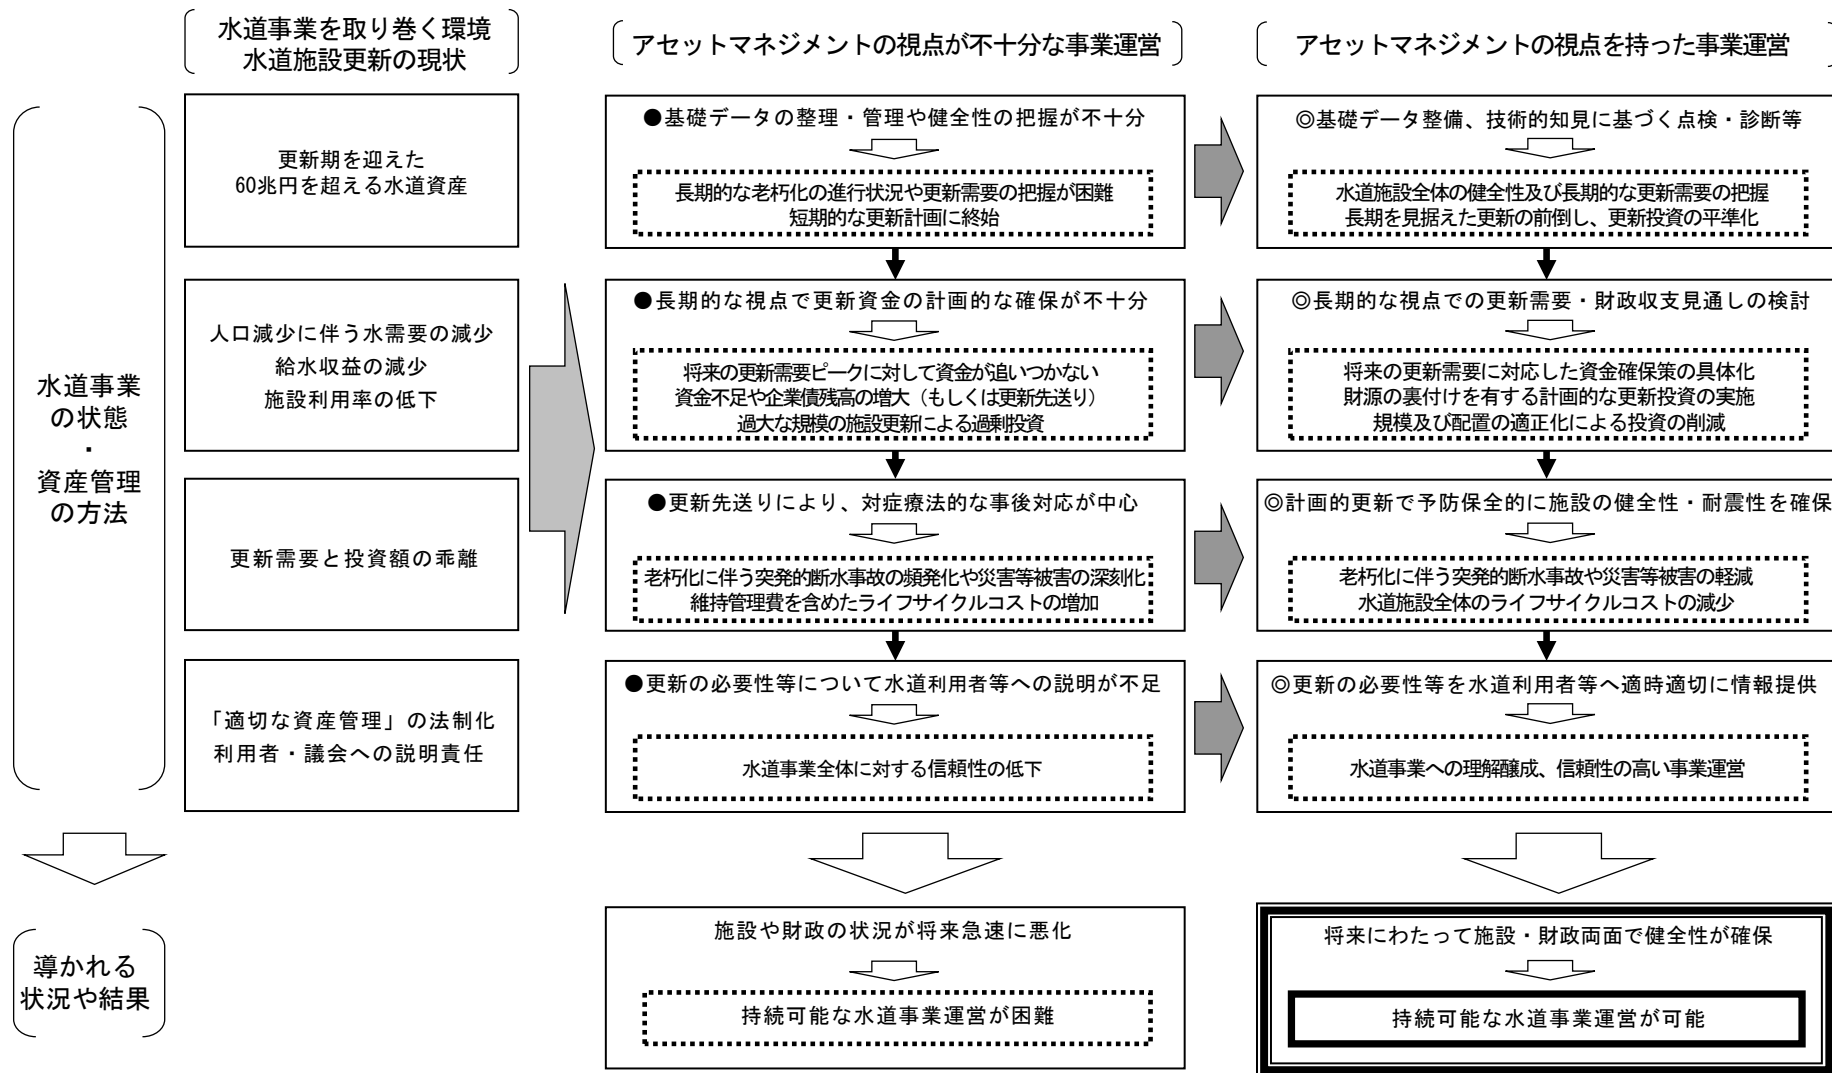 水道事業を取り巻く環境
水道施設更新の現状
アセットマネジメントの視点が不十分な事業運営
アセットマネジメントの視点を持った事業運営
水道事業
の状態
・
資産管理
の方法
更新期を迎えた
60兆円を超える水道資産
●基礎データの整理・管理や健全性の把握が不十分
長期的な老朽化の進行状況や更新需要の把握が困難
短期的な更新計画に終始
◎基礎データ整備、技術的知見に基づく点検・診断等
水道施設全体の健全性及び長期的な更新需要の把握
長期を見据えた更新の前倒し、更新投資の平準化
人口減少に伴う水需要の減少
給水収益の減少
施設利用率の低下
●長期的な視点で更新資金の計画的な確保が不十分
将来の更新需要ピークに対して資金が追いつかない
資金不足や企業債残高の増大（もしくは更新先送り）
過大な規模の施設更新による過剰投資
◎長期的な視点での更新需要・財政収支見通しの検討
将来の更新需要に対応した資金確保策の具体化
財源の裏付けを有する計画的な更新投資の実施
規模及び配置の適正化による投資の削減
更新需要と投資額の乖離
●更新先送りにより、対症療法的な事後対応が中心
老朽化に伴う突発的断水事故の頻発化や災害等被害の深刻化
維持管理費を含めたライフサイクルコストの増加
◎計画的更新で予防保全的に施設の健全性・耐震性を確保
老朽化に伴う突発的断水事故や災害等被害の軽減
水道施設全体のライフサイクルコストの減少
「適切な資産管理」の法制化
利用者・議会への説明責任
●更新の必要性等について水道利用者等への説明が不足
水道事業全体に対する信頼性の低下
◎更新の必要性等を水道利用者等へ適時適切に情報提供
水道事業への理解醸成、信頼性の高い事業運営
導かれる
状況や結果
施設や財政の状況が将来急速に悪化
持続可能な水道事業運営が困難
将来にわたって施設・財政両面で健全性が確保
持続可能な水道事業運営が可能